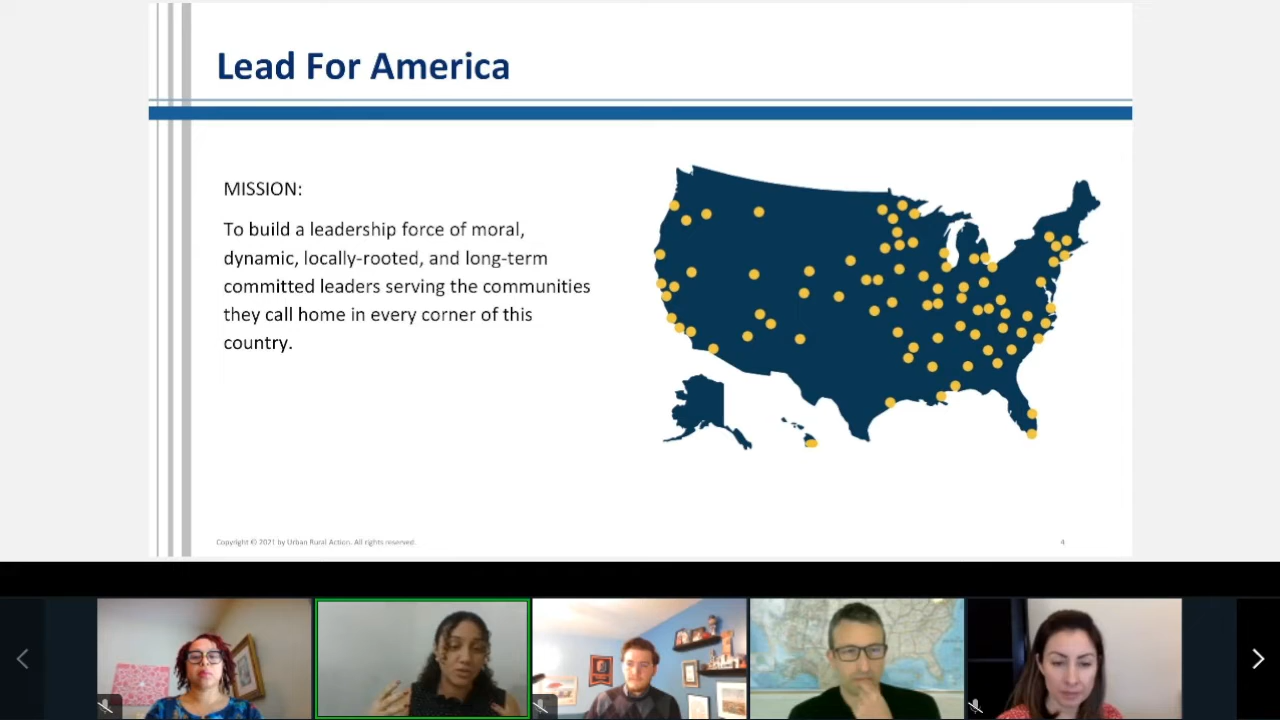 Lead For America
MISSION:
To build a leadership force of moral,
dynamic, locally-rooted, and long-term
committed leaders serving the communities
they call home in every corner of this
country.
Copyright © 2021 by Urban Rural Action. All rights reserved.
4